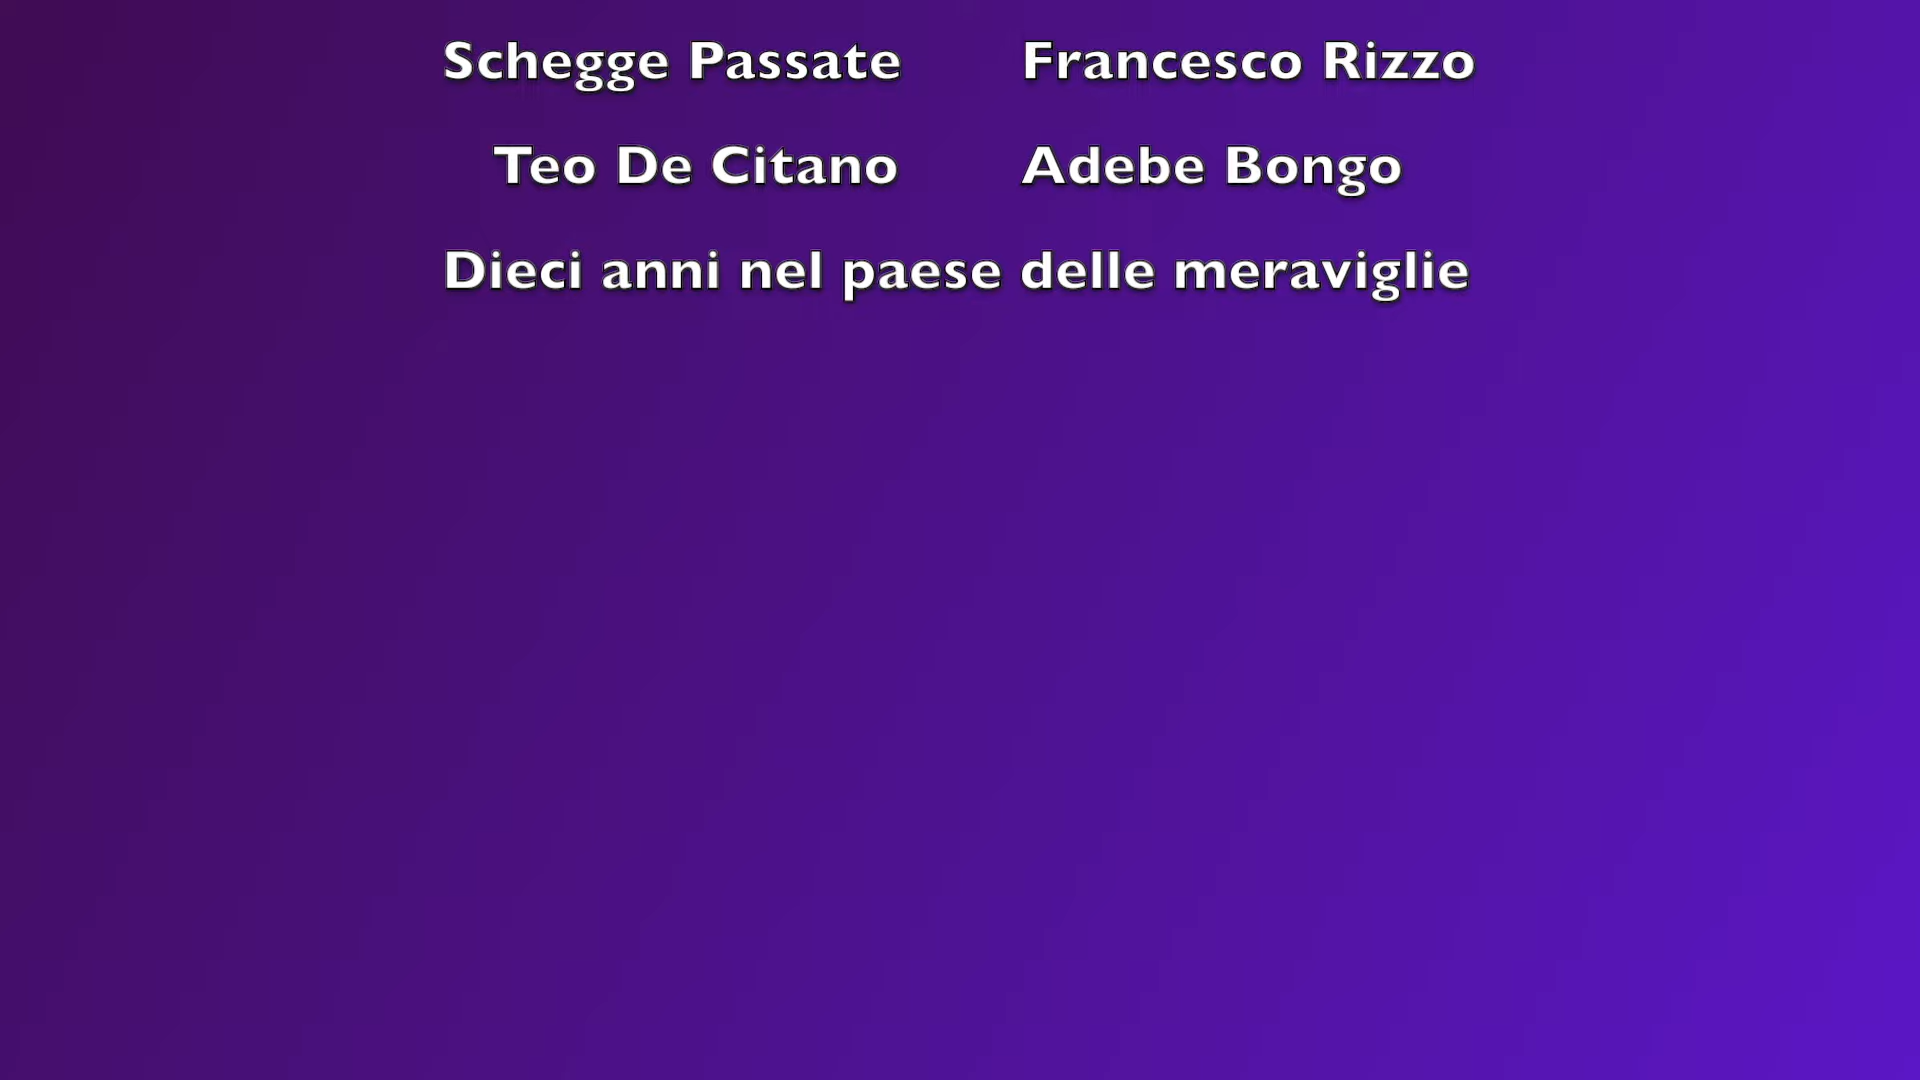 Schegge Passate Francesco Rizzo
Teo De Citano Adebe Bongo
Dieci anni nel paese delle meraviglie